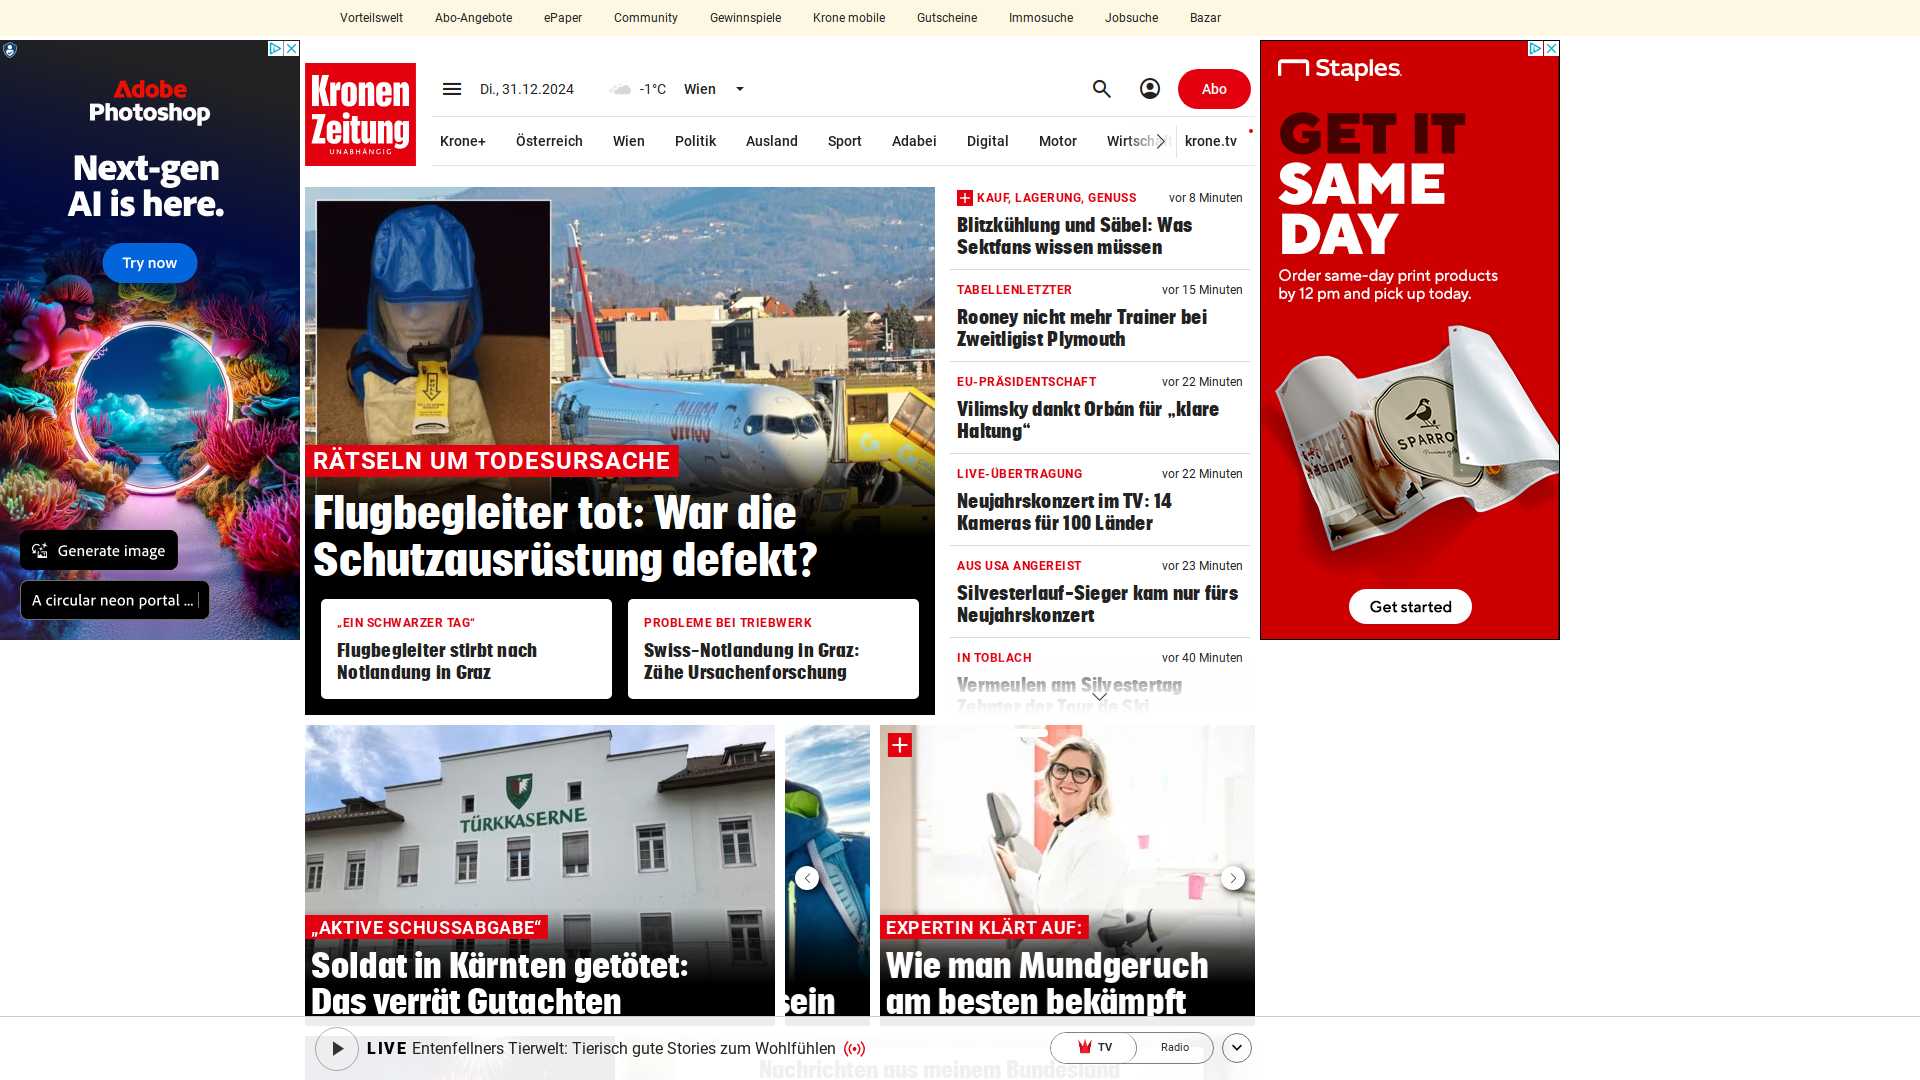 Vorteilswelt Abo-Angebote ePaper Community Gewinnspiele Krone mobile Gutscheine Immosuche Jobsuche Bazar
Adobe
Photoshop
Next-gen
AI is here.
Try now
Generate image
A circular neon portal ...
Kronen
Zeitung
UNABHÄNGIG
Di., 31.12.2024
-1°C Wien
Abo
Krone+ Österreich Wien Politik Ausland Sport Adabei Digital Motor Wirtsch krone.tv
RÄTSELN UM TODESURSACHE
Flugbegleiter tot: War die
Schutzausrüstung defekt?
„EIN SCHWARZER TAG“
Flugbegleiter stirbt nach
Notlandung in Graz
PROBLEME BEI TRIEBWERK
Swiss-Notlandung in Graz:
Zähe Ursachenforschung
KAUF, LAGERUNG, GENUSS vor 8 Minuten
Blitzkühlung und Säbel: Was
Sektfans wissen müssen
TABELLENLETZTER vor 15 Minuten
Rooney nicht mehr Trainer bei
Zweitligist Plymouth
EU-PRÄSIDENTSCHAFT vor 22 Minuten
Vilimsky dankt Orbán für „klare
Haltung“
LIVE-ÜBERTRAGUNG vor 22 Minuten
Neujahrskonzert im TV: 14
Kameras für 100 Länder
AUS USA ANGEREIST vor 23 Minuten
Silvesterlauf-Sieger kam nur fürs
Neujahrskonzert
IN TOBLACH vor 40 Minuten
Vermeulen am Silvestertag
Zehnter der Tour de Ski
Staples
GET IT
SAME
DAY
Order same-day print products
by 12 pm and pick up today.
SPARRO
Get started
TÜRKKASERNE
„AKTIVE SCHUSSABGABE“
Soldat in Kärnten getötet:
Das verrät Gutachten
sein
EXPERTIN KLÄRT AUF:
Wie man Mundgeruch
am besten bekämpft
LIVE Entenfellners Tierwelt: Tierisch gute Stories zum Wohlfühlen
TV Radio
Nachrichten aus meinem Bundesland